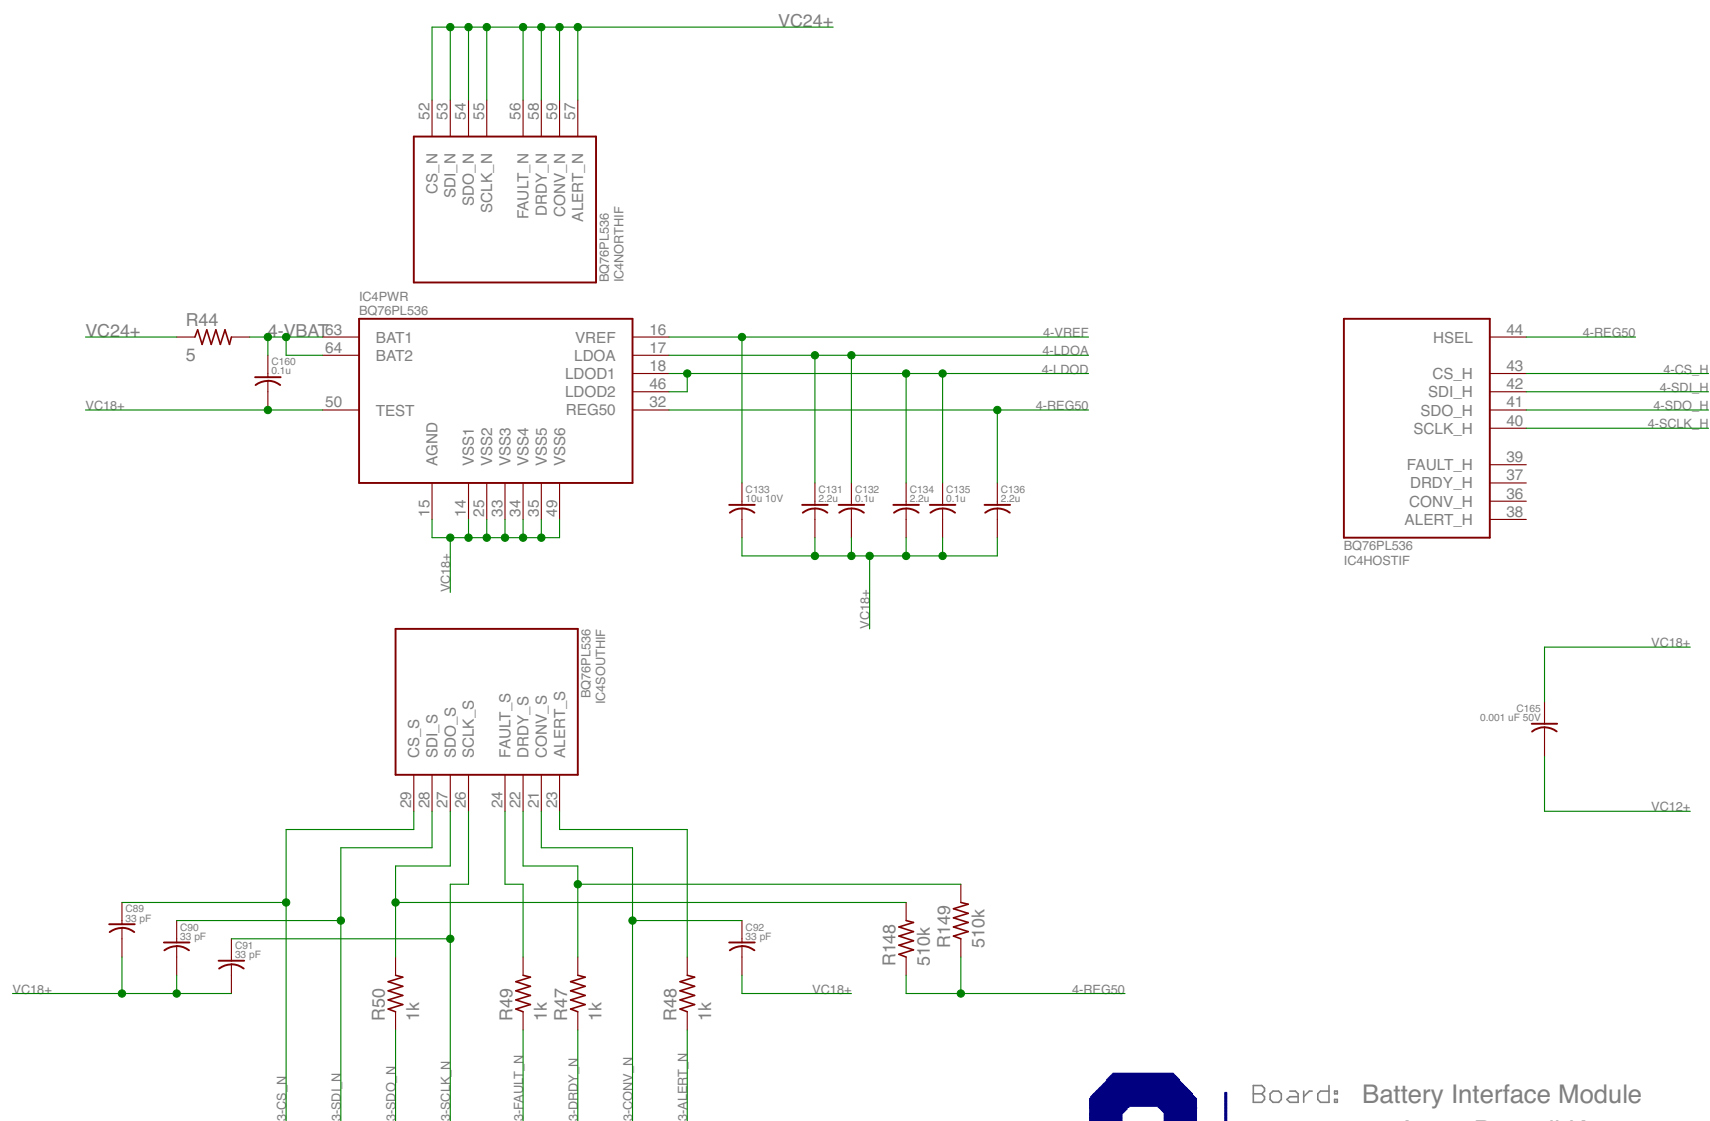 VC24+
52
53
54
55
56
58
59
57
CS_N
SDI_N
SDO_N
SCLK_N
FAULT_N
DRDY_N
CONV_N
ALERT_N
BQ76PL536
IC4NORTHIF
IC4PWR
BQ76PL536
VC24+
R44
5
4-VBAT
63
64
C160
0.1u
VC18+
50
BAT1
BAT2
TEST
VREF
LDOA
LDOD1
LDOD2
REG50
AGND
VSS1
VSS2
VSS3
VSS4
VSS5
VSS6
16
17
18
46
32
4-VREF
4-LDOA
4-LDOD
4-REG50
15
14
25
33
34
35
49
VC18+
C133
10u 10V
C131
2.2u
C132
0.1u
C134
2.2u
C135
0.1u
C136
2.2u
VC18+
HSEL
CS_H
SDI_H
SDO_H
SCLK_H
FAULT_H
DRDY_H
CONV_H
ALERT_H
44
43
42
41
40
39
37
36
38
4-REG50
4-CS_H
4-SDI_H
4-SDO_H
4-SCLK_H
BQ76PL536
IC4HOSTIF
BQ76PL536
IC4SOUTHIF
CS_S
SDI_S
SDO_S
SCLK_S
FAULT_S
DRDY_S
CONV_S
ALERT_S
29
28
27
26
24
22
21
23
VC18+
C165
0.001 uF 50V
VC12+
C89
33 pF
C90
33 pF
C91
33 pF
VC18+
C92
33 pF
VC18+
R148
510k
R149
510k
4-REG50
R50
1k
R49
1k
R47
1k
R48
1k
3-CS_N
3-SDI_N
3-SDO_N
3-SCLK_N
3-FAULT_N
3-DRDY_N
3-CONV_N
3-ALERT_N
Board: Battery Interface Module